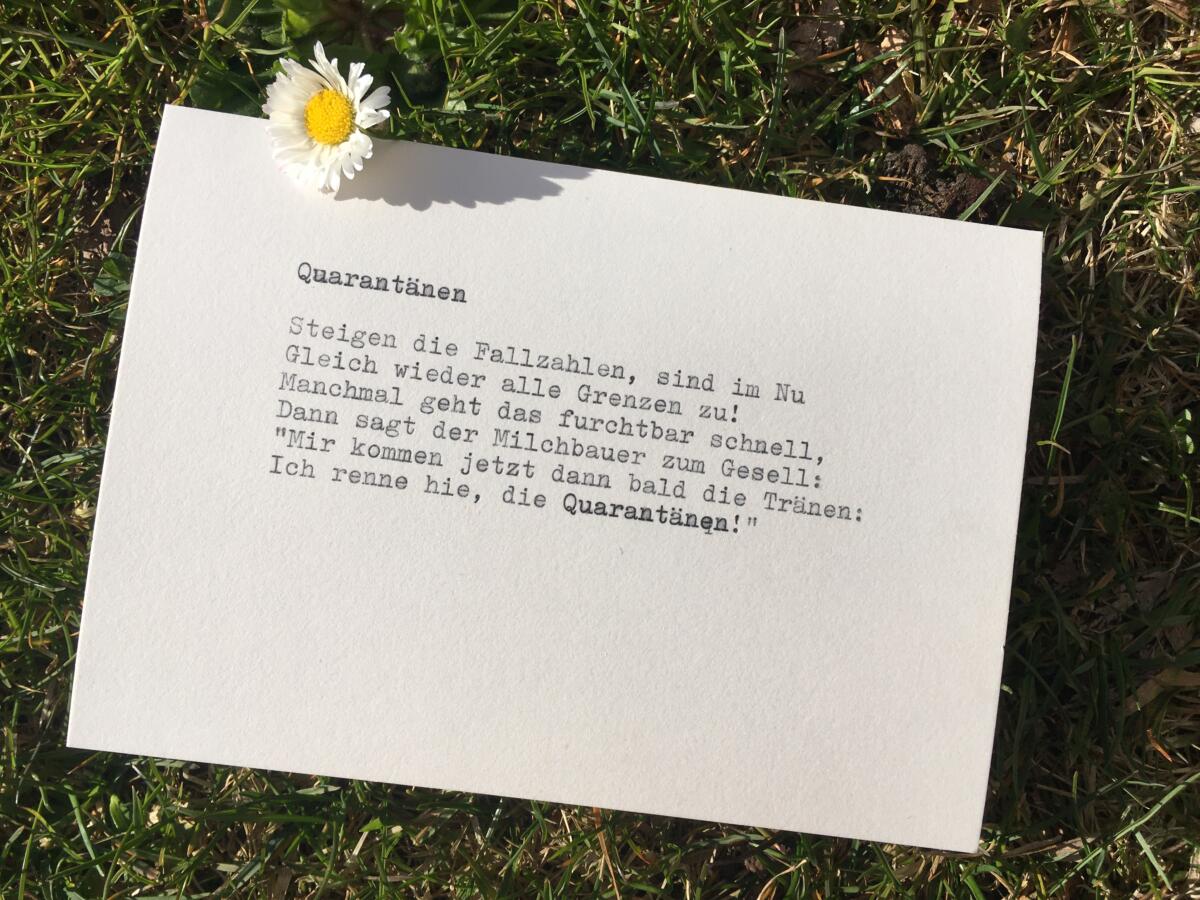 Quarantänen
Steigen die Fallzahlen, sind im Nu
Gleich wieder alle Grenzen zu!
Manchmal geht das furchtbar schnell,
Dann sagt der Milchbauer zum Gesell:
"Mir kommen jetzt dann bald die Tränen:
Ich renne hie, die Quarantänen!"